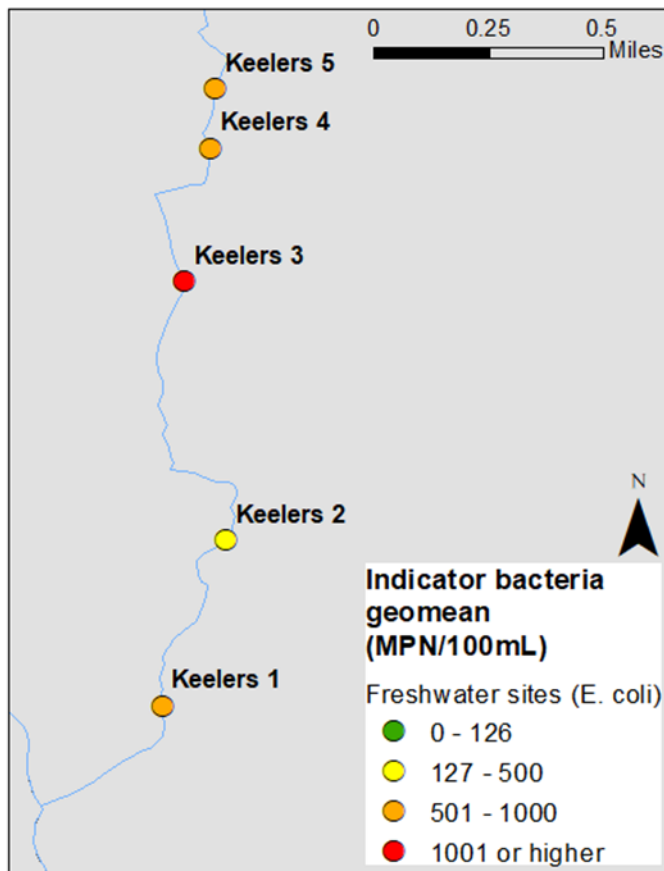 0 0.25 0.5
Miles
Keelers 5
Keelers 4
Keelers 3
Keelers 2
Keelers 1
N
Indicator bacteria
geomean
(MPN/100mL)
Freshwater sites (E. coli)
0 - 126
127 - 500
501 - 1000
1001 or higher